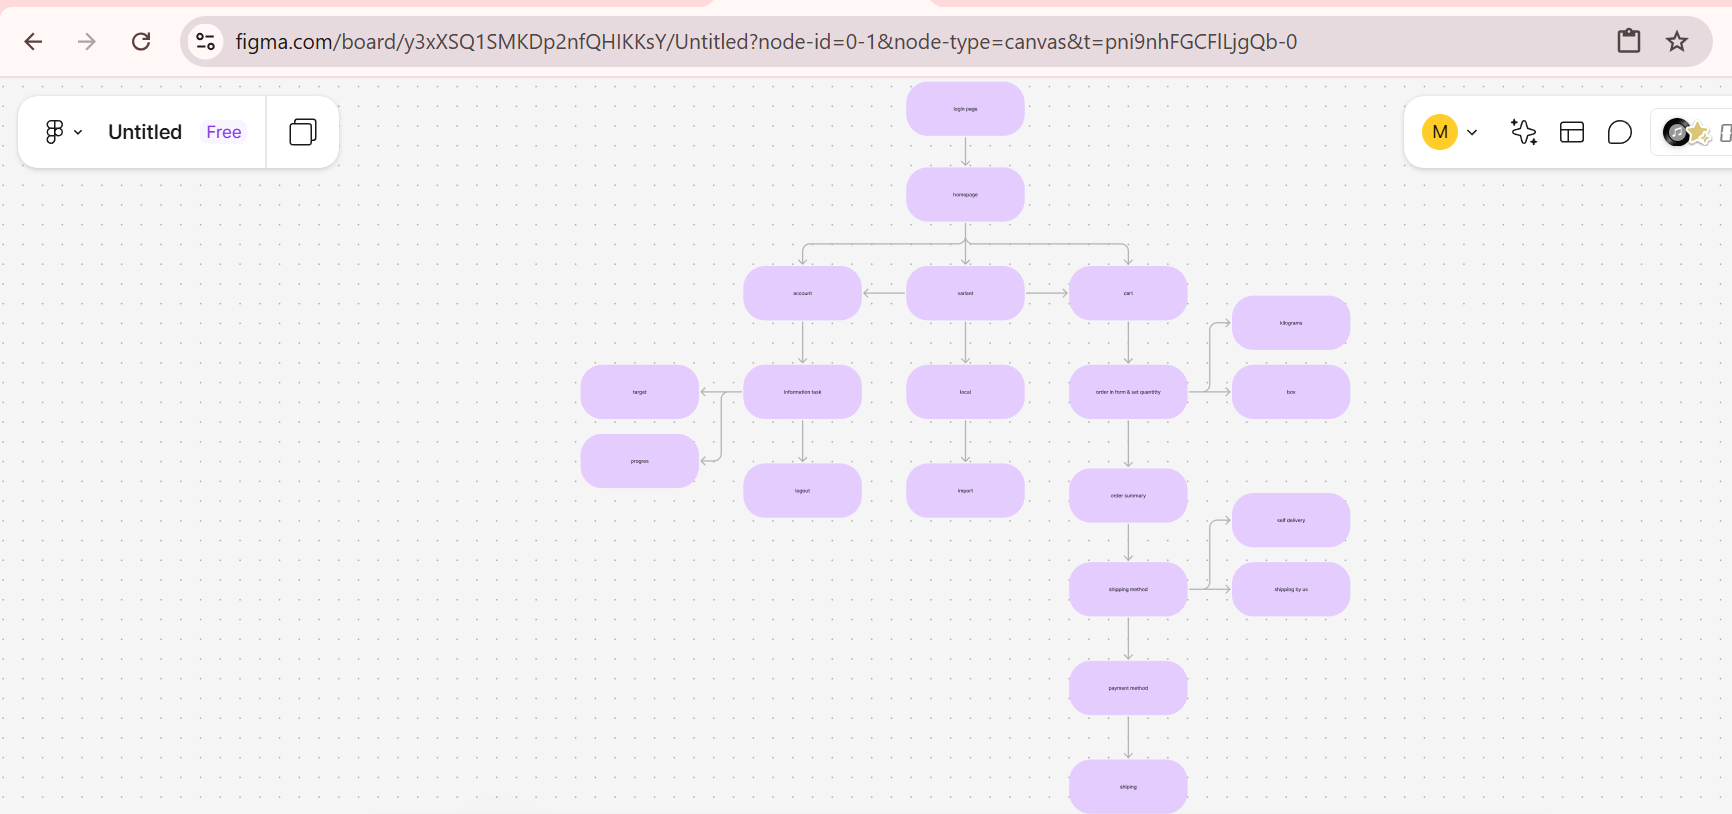 figma.com/board/y3xXSQ1SMKDp2nfQHIKKsY/Untitled?node-id=0-1&node-type=canvas&t=pni9nhFGCFlLjgQb-0
Untitled Free
M
login page
homepage
account
variant
cart
kilograms
target
information task
local
order in form & set quantitty
box
progres
logout
import
order summary
self delivery
shipping method
shipping by us
payment method
shiping